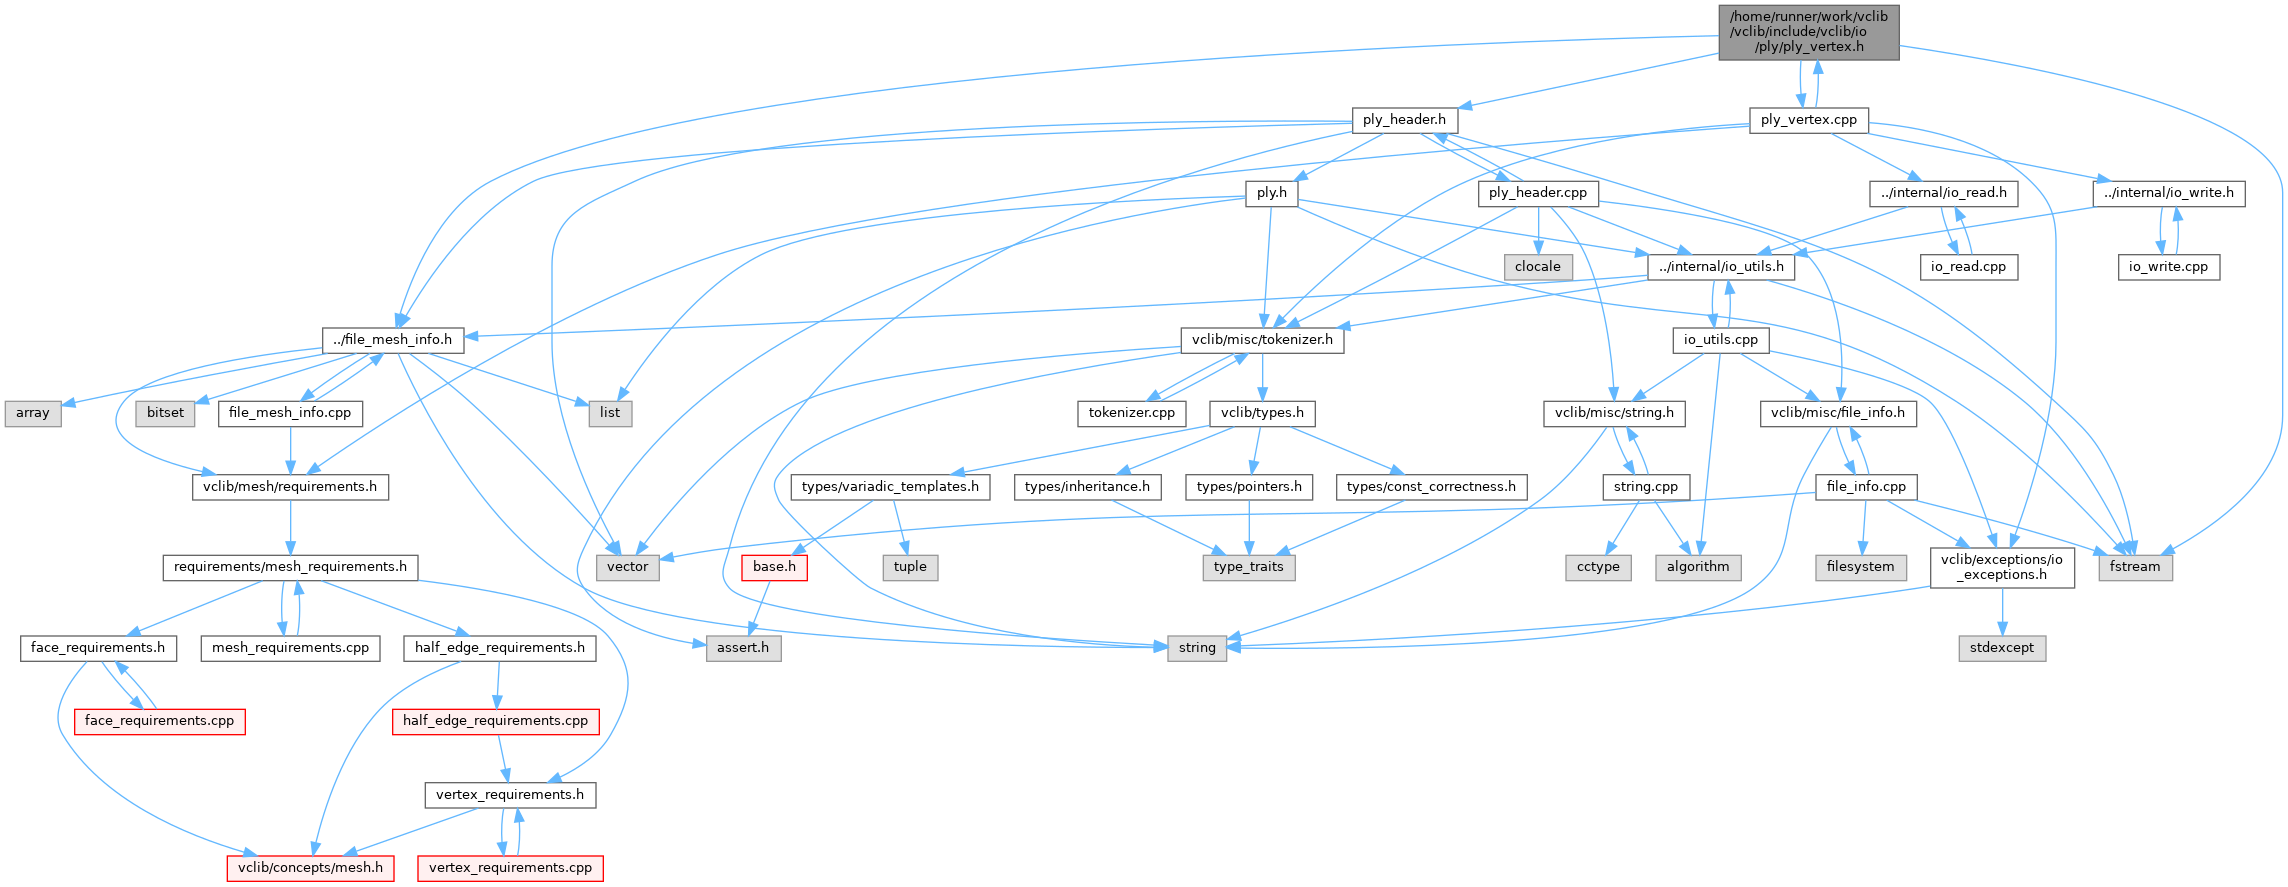 /home/runner/work/vclib
/vclib/include/vclib/io
/ply/ply_vertex.h
ply_header.h
ply_vertex.cpp
ply.h
ply_header.cpp
../internal/io_read.h
../internal/io_write.h
clocale
../internal/io_utils.h
io_read.cpp
io_write.cpp
../file_mesh_info.h
vclib/misc/tokenizer.h
io_utils.cpp
array
bitset
file_mesh_info.cpp
list
tokenizer.cpp
vclib/types.h
vclib/misc/string.h
vclib/misc/file_info.h
vclib/mesh/requirements.h
types/variadic_templates.h
types/inheritance.h
types/pointers.h
types/const_correctness.h
string.cpp
file_info.cpp
requirements/mesh_requirements.h
vector
base.h
tuple
type_traits
cctype
algorithm
filesystem
vclib/exceptions/io
_exceptions.h
fstream
face_requirements.h
mesh_requirements.cpp
half_edge_requirements.h
assert.h
string
stdexcept
face_requirements.cpp
half_edge_requirements.cpp
vertex_requirements.h
vclib/concepts/mesh.h
vertex_requirements.cpp